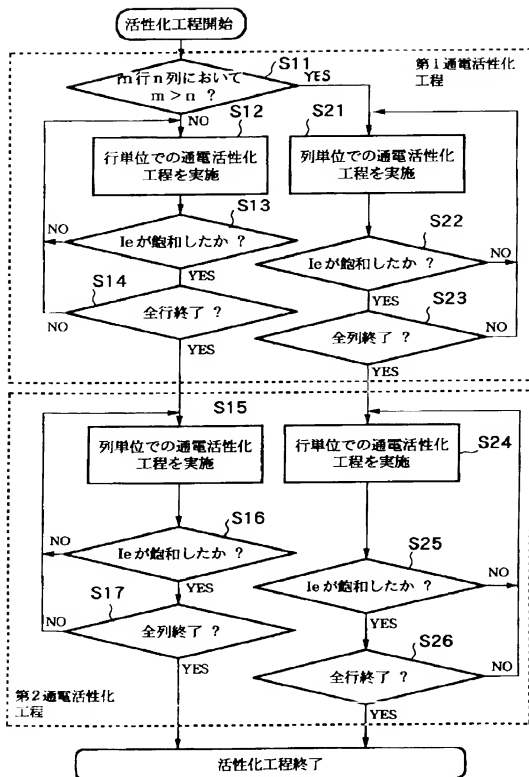 活性化工程開始
S11
m行n列において
m>n ?
YES
第1通電活性化
工程
NO
S12
行単位での通電活性化
工程を実施
S21
列単位での通電活性化
工程を実施
S13
Ieが飽和したか ?
NO
YES
S22
Ieが飽和したか ?
NO
YES
S14
全行終了 ?
NO
YES
S23
全列終了 ?
NO
YES
S15
列単位での通電活性化
工程を実施
行単位での通電活性化
工程を実施
S24
S16
Ieが飽和したか ?
NO
YES
S25
Ieが飽和したか ?
NO
YES
S17
全列終了 ?
NO
YES
S26
全行終了 ?
NO
YES
第2通電活性化
工程
活性化工程終了